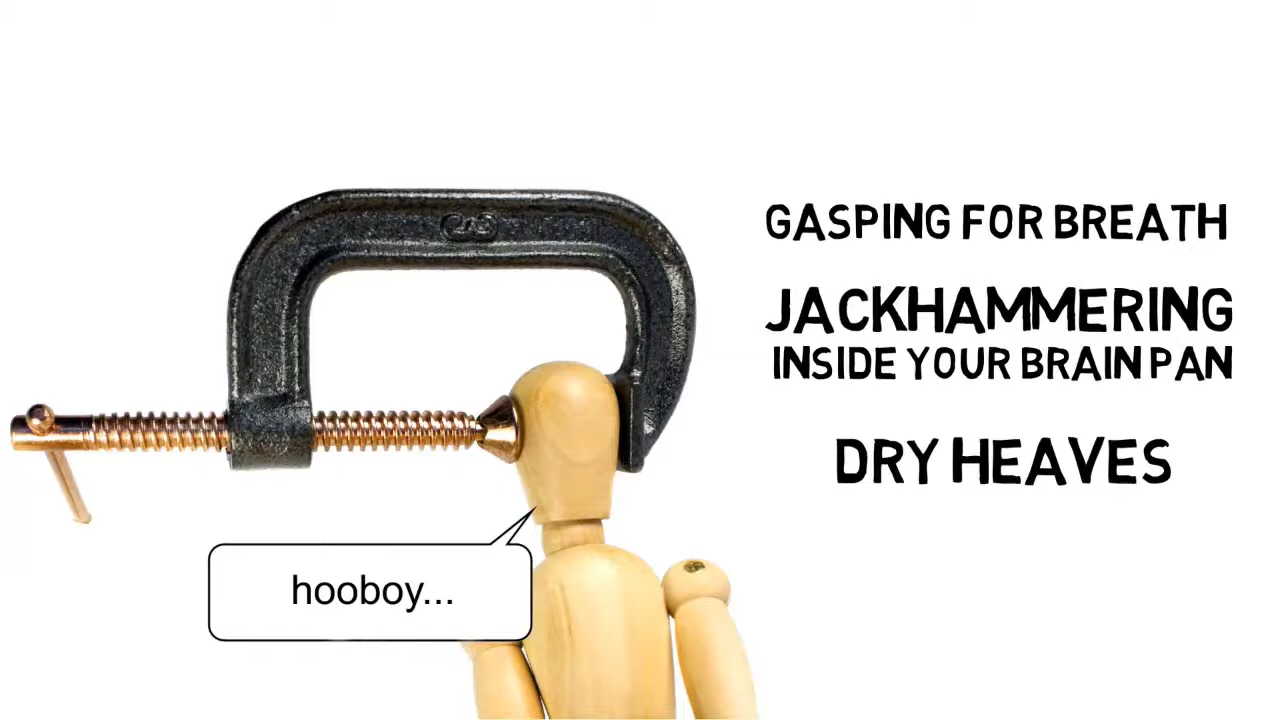 GASPING FOR BREATH
JACKHAMMERING
INSIDE YOUR BRAIN PAN
DRY HEAVES
hooboy...